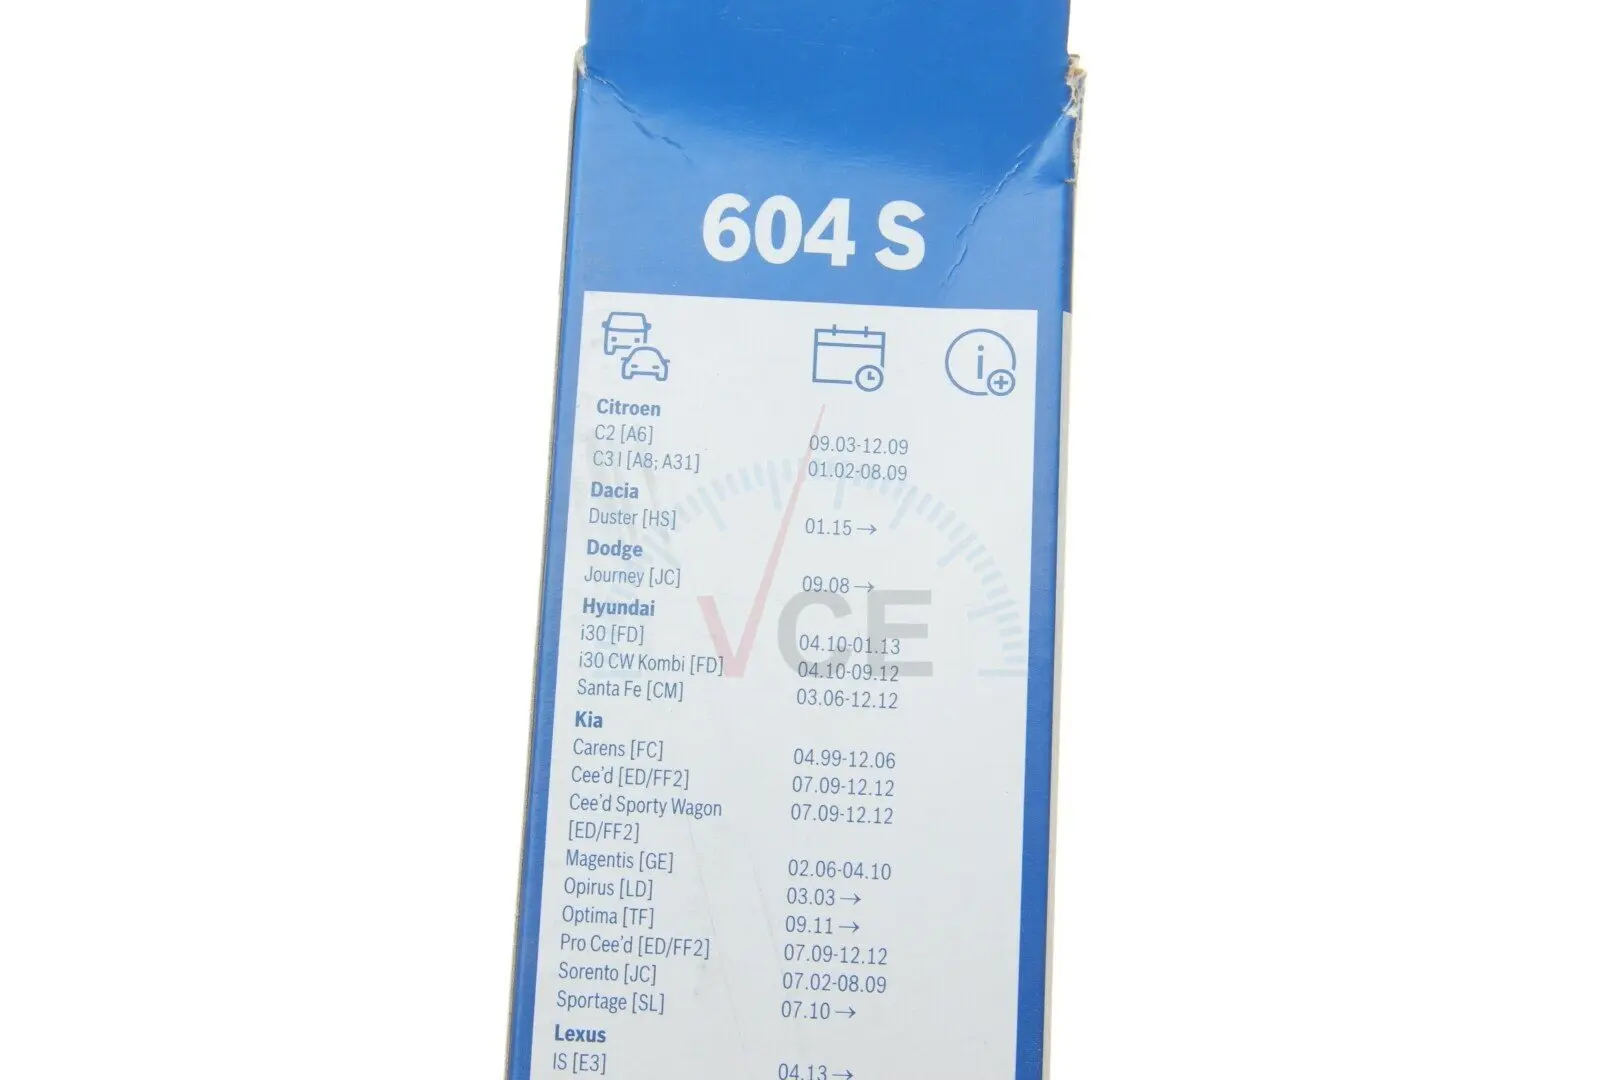 604 S
Citroen
C2 [A6] 09.03-12.09
C3 I [A8; A31] 01.02-08.09
Dacia
Duster [HS] 01.15→
Dodge
Journey [JC] 09.08→
Hyundai
i30 [FD] 04.10-01.13
i30 CW Kombi [FD] 04.10-09.12
Santa Fe [CM] 03.06-12.12
Kia
Carens [FC] 04.99-12.06
Cee'd [ED/FF2] 07.09-12.12
Cee'd Sporty Wagon 07.09-12.12
[ED/FF2]
Magentis [GE] 02.06-04.10
Opirus [LD] 03.03→
Optima [TF] 09.11→
Pro Cee'd [ED/FF2] 07.09-12.12
Sorento [JC] 07.02-08.09
Sportage [SL] 07.10→
Lexus
IS [E3] 04.13→
VCE